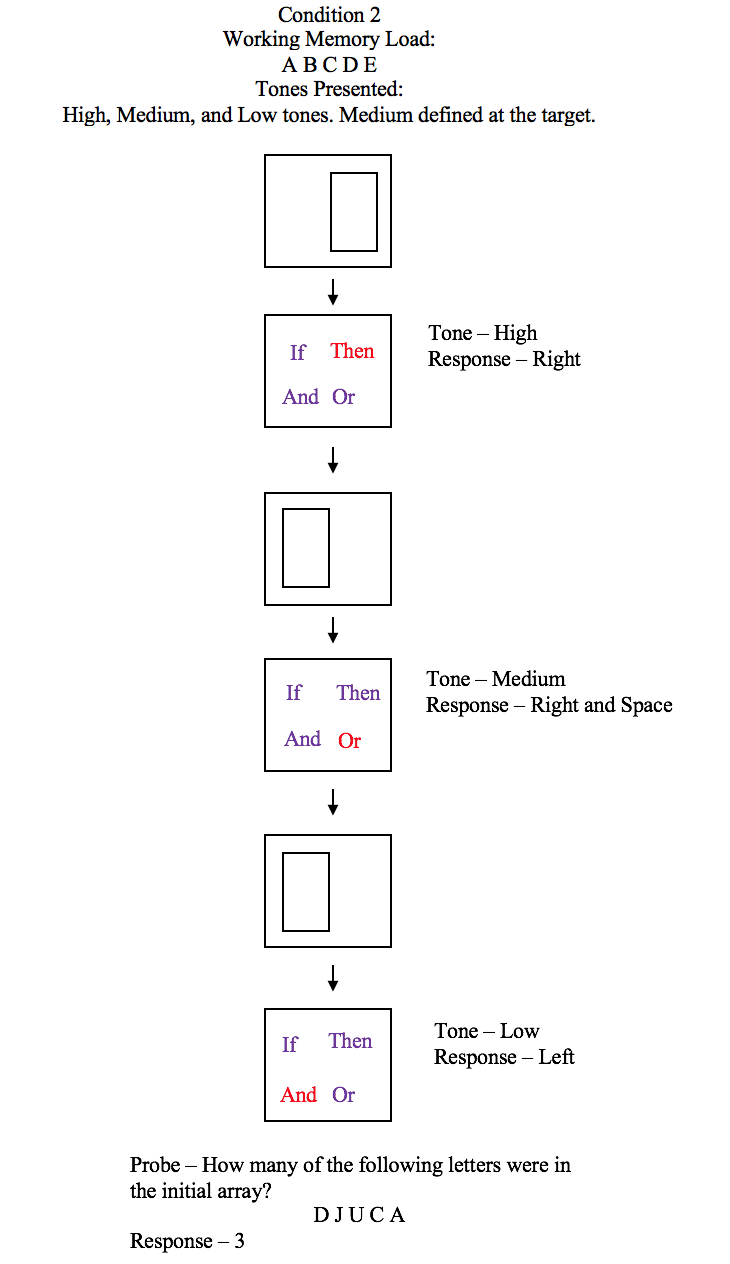 Condition 2
Working Memory Load:
A B C D E
Tones Presented:
High, Medium, and Low tones. Medium defined at the target.
If Then
And Or
Tone – High
Response – Right
If Then
And Or
Tone – Medium
Response – Right and Space
If Then
And Or
Tone – Low
Response – Left
Probe – How many of the following letters were in
the initial array?
D J U C A
Response – 3